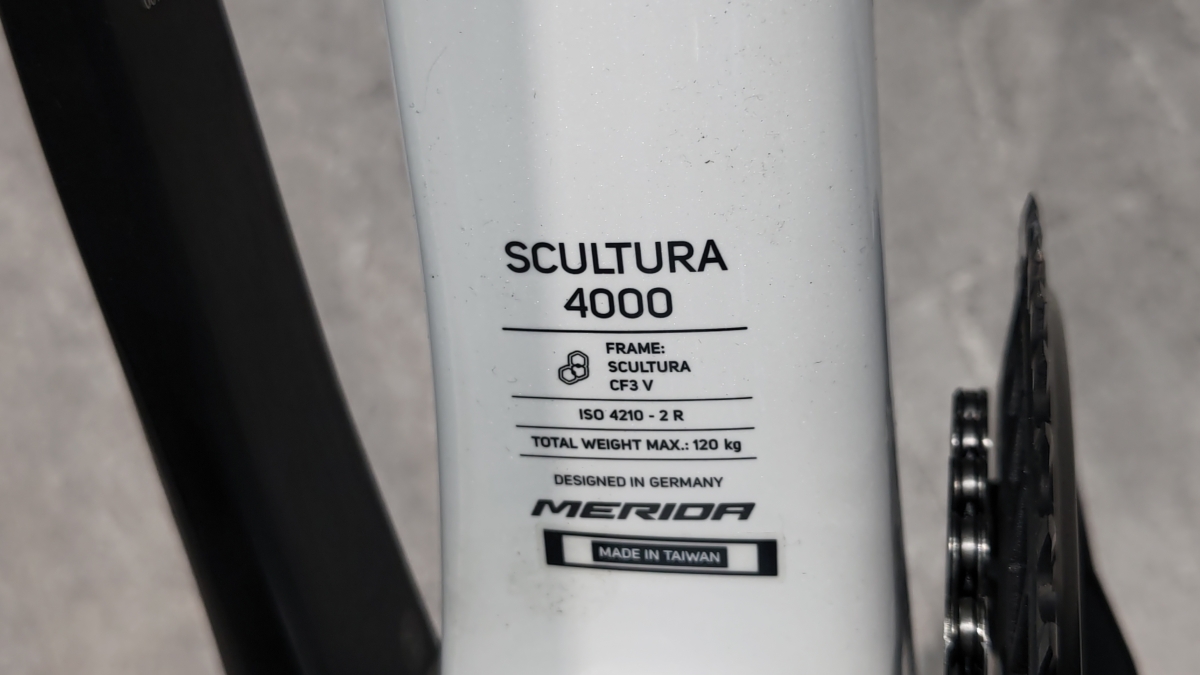 SCULTURA
4000
FRAME:
SCULTURA
CF3 V
ISO 4210 - 2 R
TOTAL WEIGHT MAX.: 120 kg
DESIGNED IN GERMANY
MERIDA
MADE IN TAIWAN